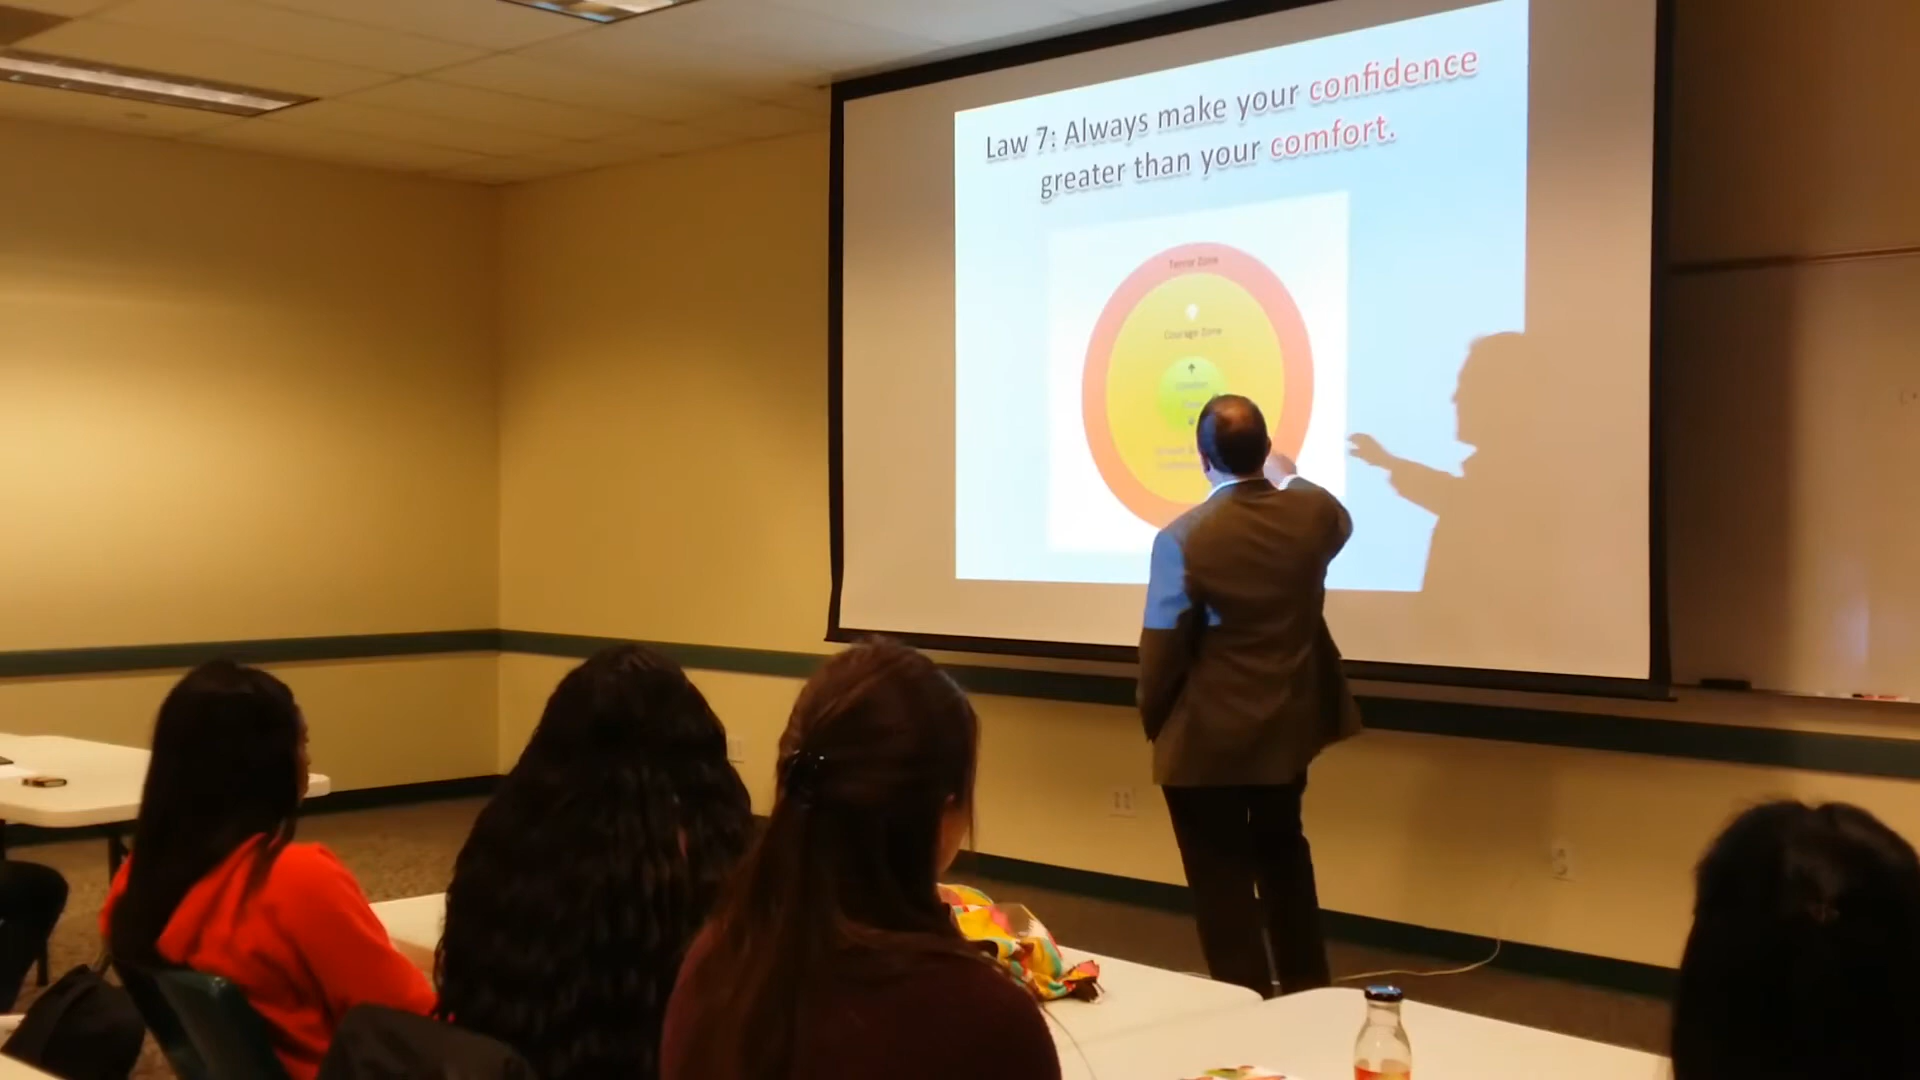 Law 7: Always make your confidence
greater than your comfort.
Terror Zone
Courage Zone